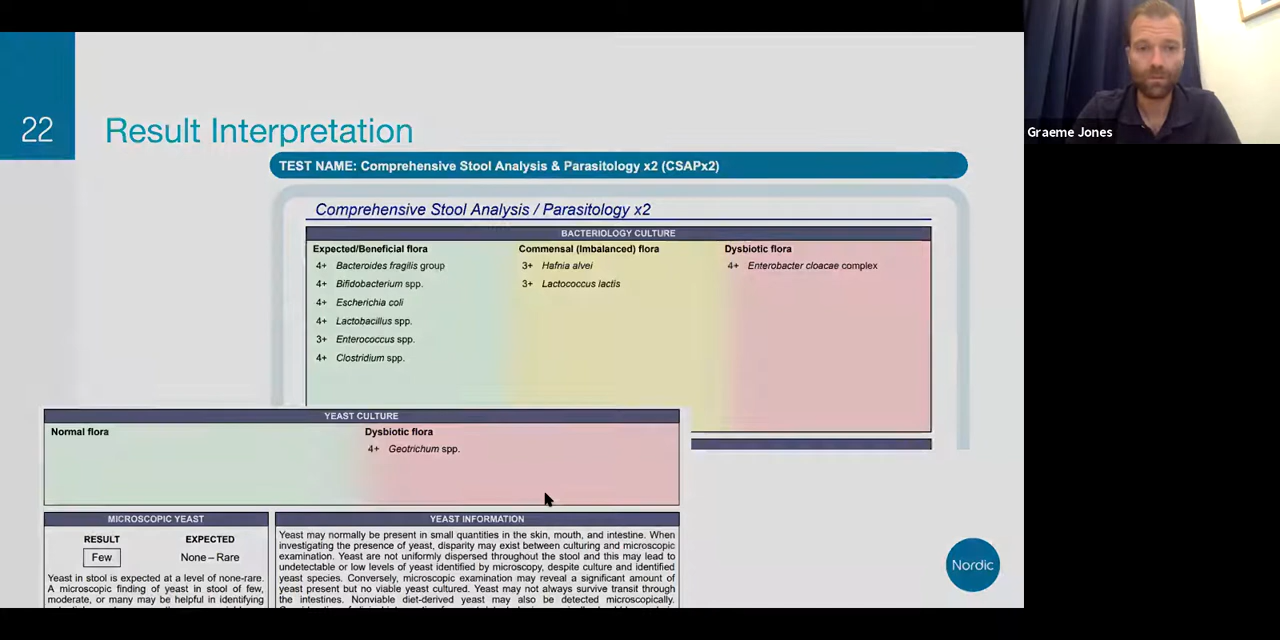 22
Result Interpretation
Graeme Jones
TEST NAME: Comprehensive Stool Analysis & Parasitology x2 (CSAPx2)
Comprehensive Stool Analysis / Parasitology x2
BACTERIOLOGY CULTURE
Expected/Beneficial flora
4+ Bacteroides fragilis group
4+ Bifidobacterium spp.
4+ Escherichia coli
4+ Lactobacillus spp.
3+ Enterococcus spp.
4+ Clostridium spp.
Commensal (Imbalanced) flora
3+ Hafnia alvei
3+ Lactococcus lactis
Dysbiotic flora
4+ Enterobacter cloacae complex
YEAST CULTURE
Normal flora
Dysbiotic flora
4+ Geotrichum spp.
MICROSCOPIC YEAST
RESULT EXPECTED
Few None – Rare
Yeast in stool is expected at a level of none-rare.
A microscopic finding of yeast in stool of few,
moderate, or many may be helpful in identifying
YEAST INFORMATION
Yeast may normally be present in small quantities in the skin, mouth, and intestine. When
investigating the presence of yeast, disparity may exist between culturing and microscopic
examination. Yeast are not uniformly dispersed throughout the stool and this may lead to
undetectable or low levels of yeast identified by microscopy, despite culture and identified
yeast species. Conversely, microscopic examination may reveal a significant amount of
yeast present but no viable yeast cultured. Yeast may not always survive transit through
the intestines. Nonviable diet-derived yeast may also be detected microscopically.
Nordic